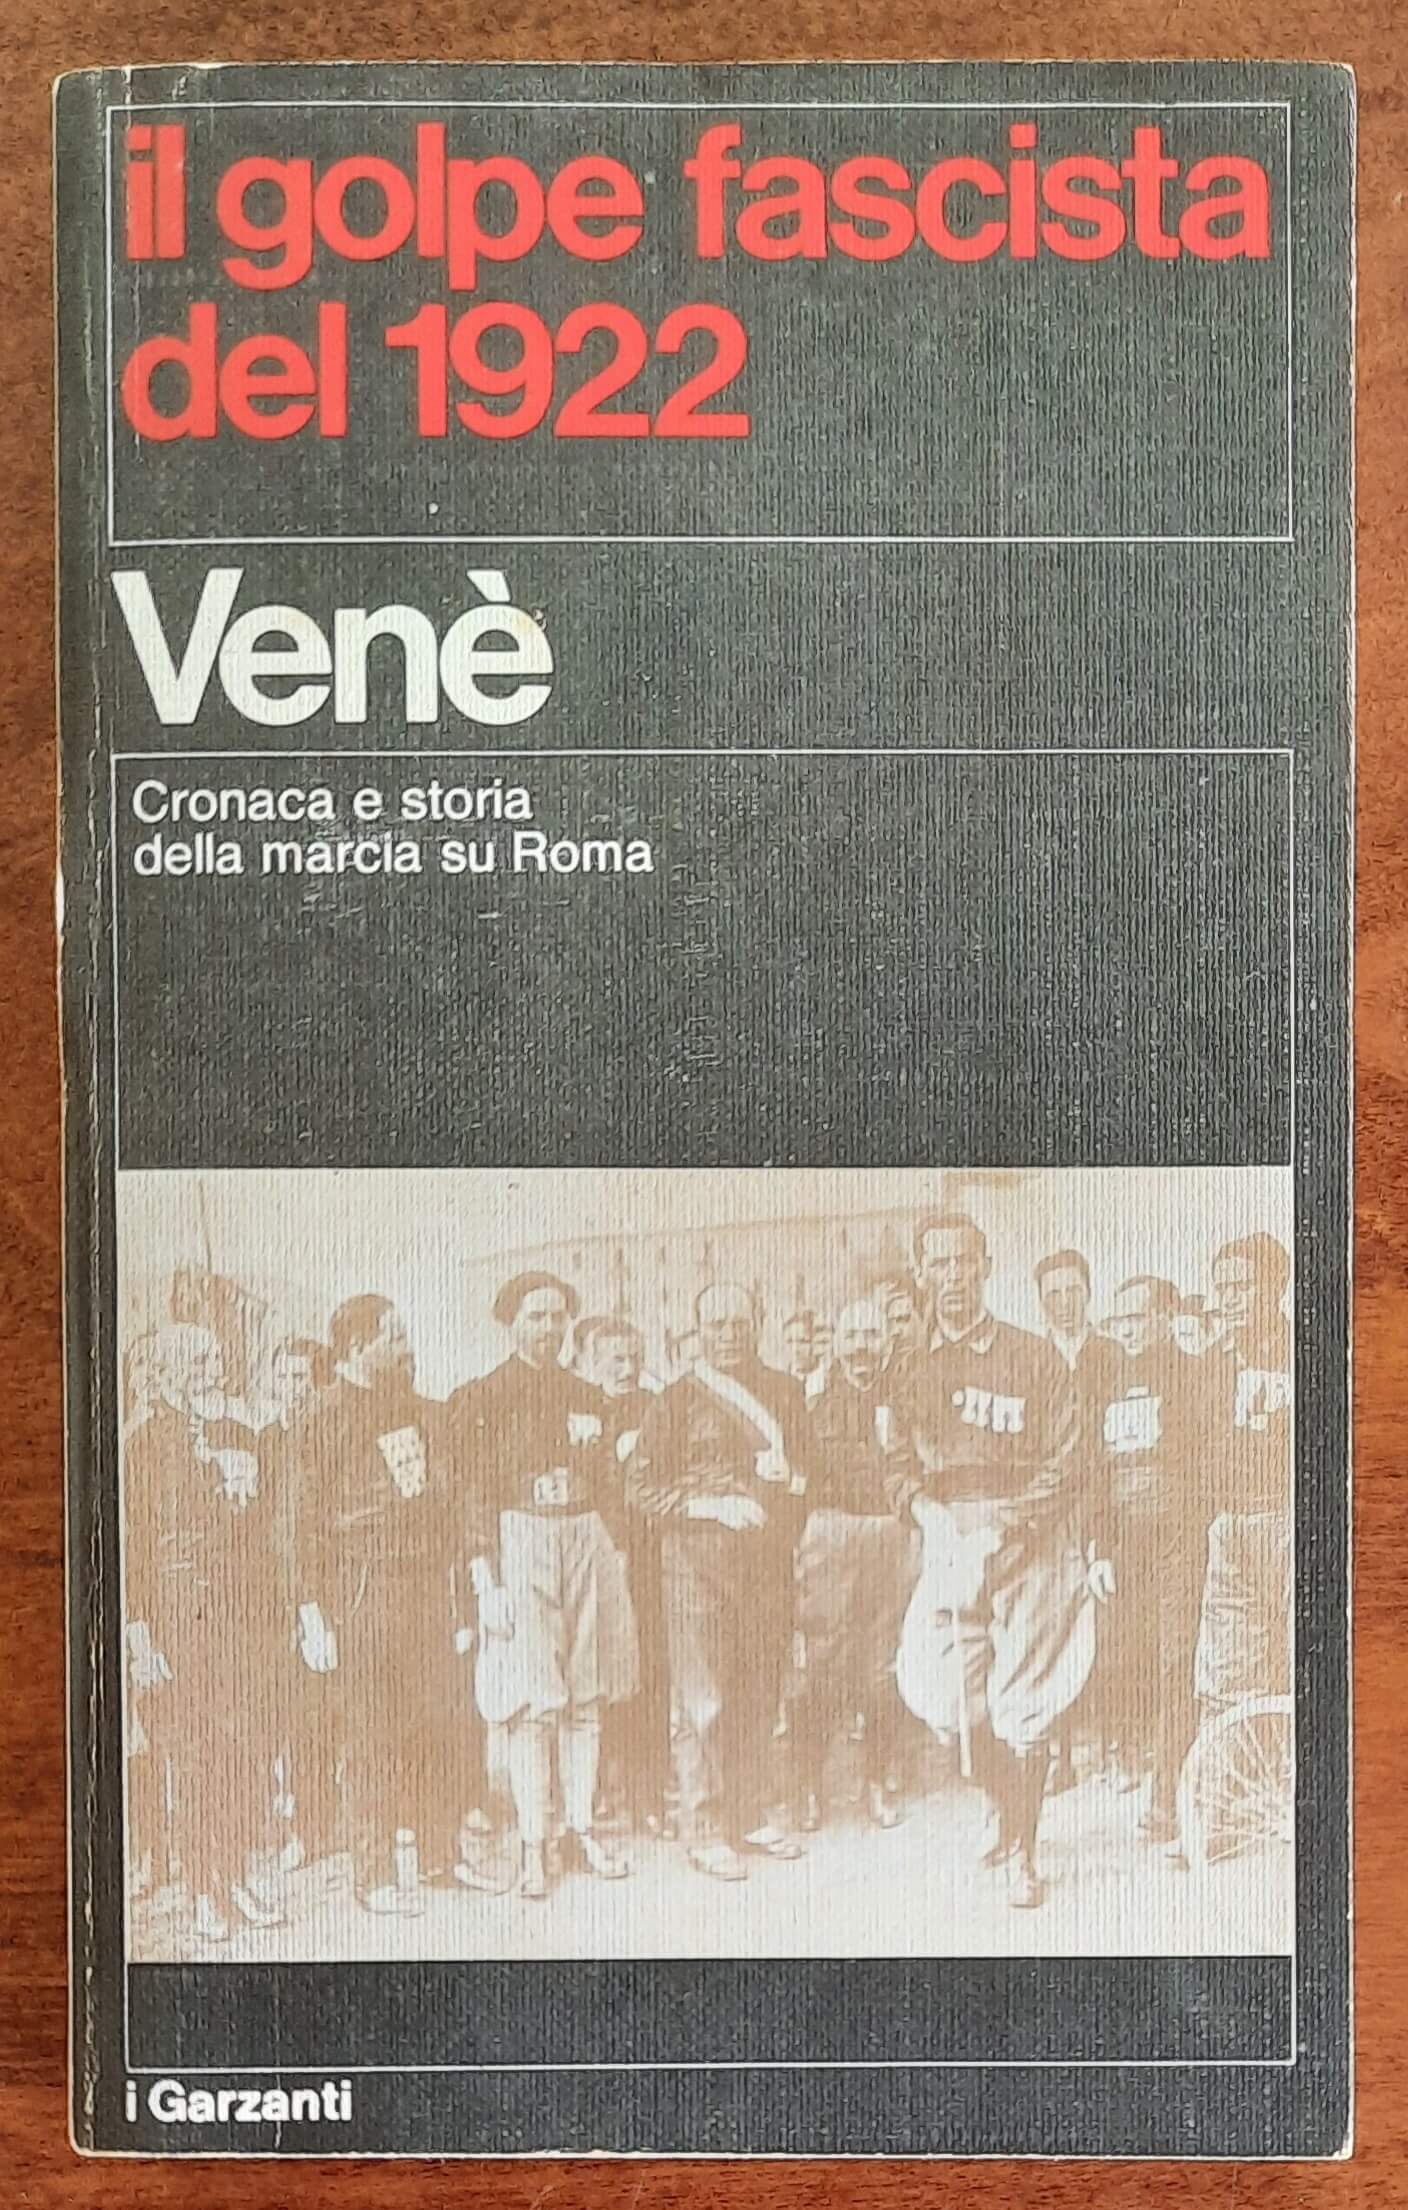 il golpe fascista
del 1922
Venè
Cronaca e storia
della marcia su Roma
i Garzanti